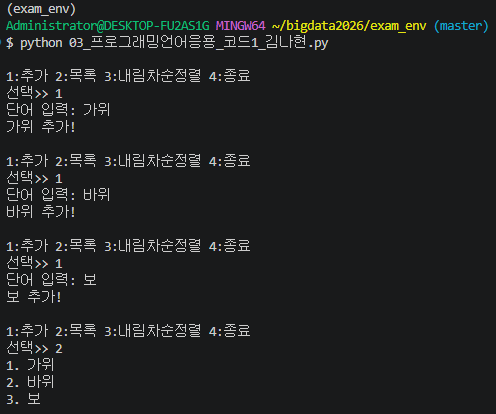 (exam_env)
Administrator@DESKTOP-FU2AS1G MINGW64 ~/bigdata2026/exam_env (master)
$ python 03_프로그래밍언어응용_코드1_김나현.py

1:추가 2:목록 3:내림차순정렬 4:종료
선택>> 1
단어 입력: 가위
가위 추가!

1:추가 2:목록 3:내림차순정렬 4:종료
선택>> 1
단어 입력: 바위
바위 추가!

1:추가 2:목록 3:내림차순정렬 4:종료
선택>> 1
단어 입력: 보
보 추가!

1:추가 2:목록 3:내림차순정렬 4:종료
선택>> 2
1. 가위
2. 바위
3. 보